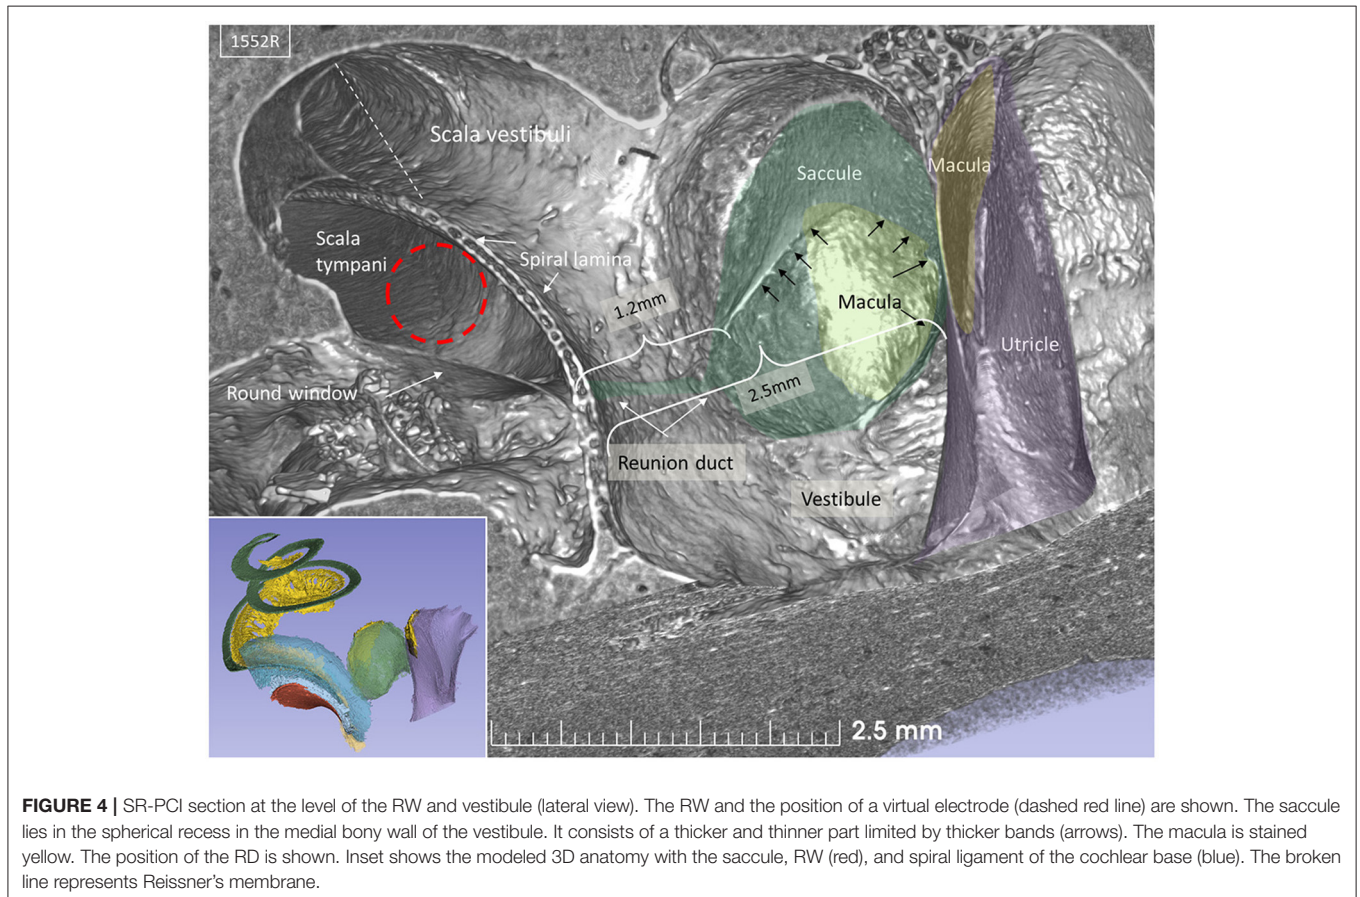 1552R
Scala vestibuli
Saccule
Macula
Scala
tympani
Spiral lamina
1.2mm
Macula
Utricle
Round window
2.5mm
Reunion duct
Vestibule
2.5 mm
FIGURE 4 | SR-PCI section at the level of the RW and vestibule (lateral view). The RW and the position of a virtual electrode (dashed red line) are shown. The saccule
lies in the spherical recess in the medial bony wall of the vestibule. It consists of a thicker and thinner part limited by thicker bands (arrows). The macula is stained
yellow. The position of the RD is shown. Inset shows the modeled 3D anatomy with the saccule, RW (red), and spiral ligament of the cochlear base (blue). The broken
line represents Reissner's membrane.